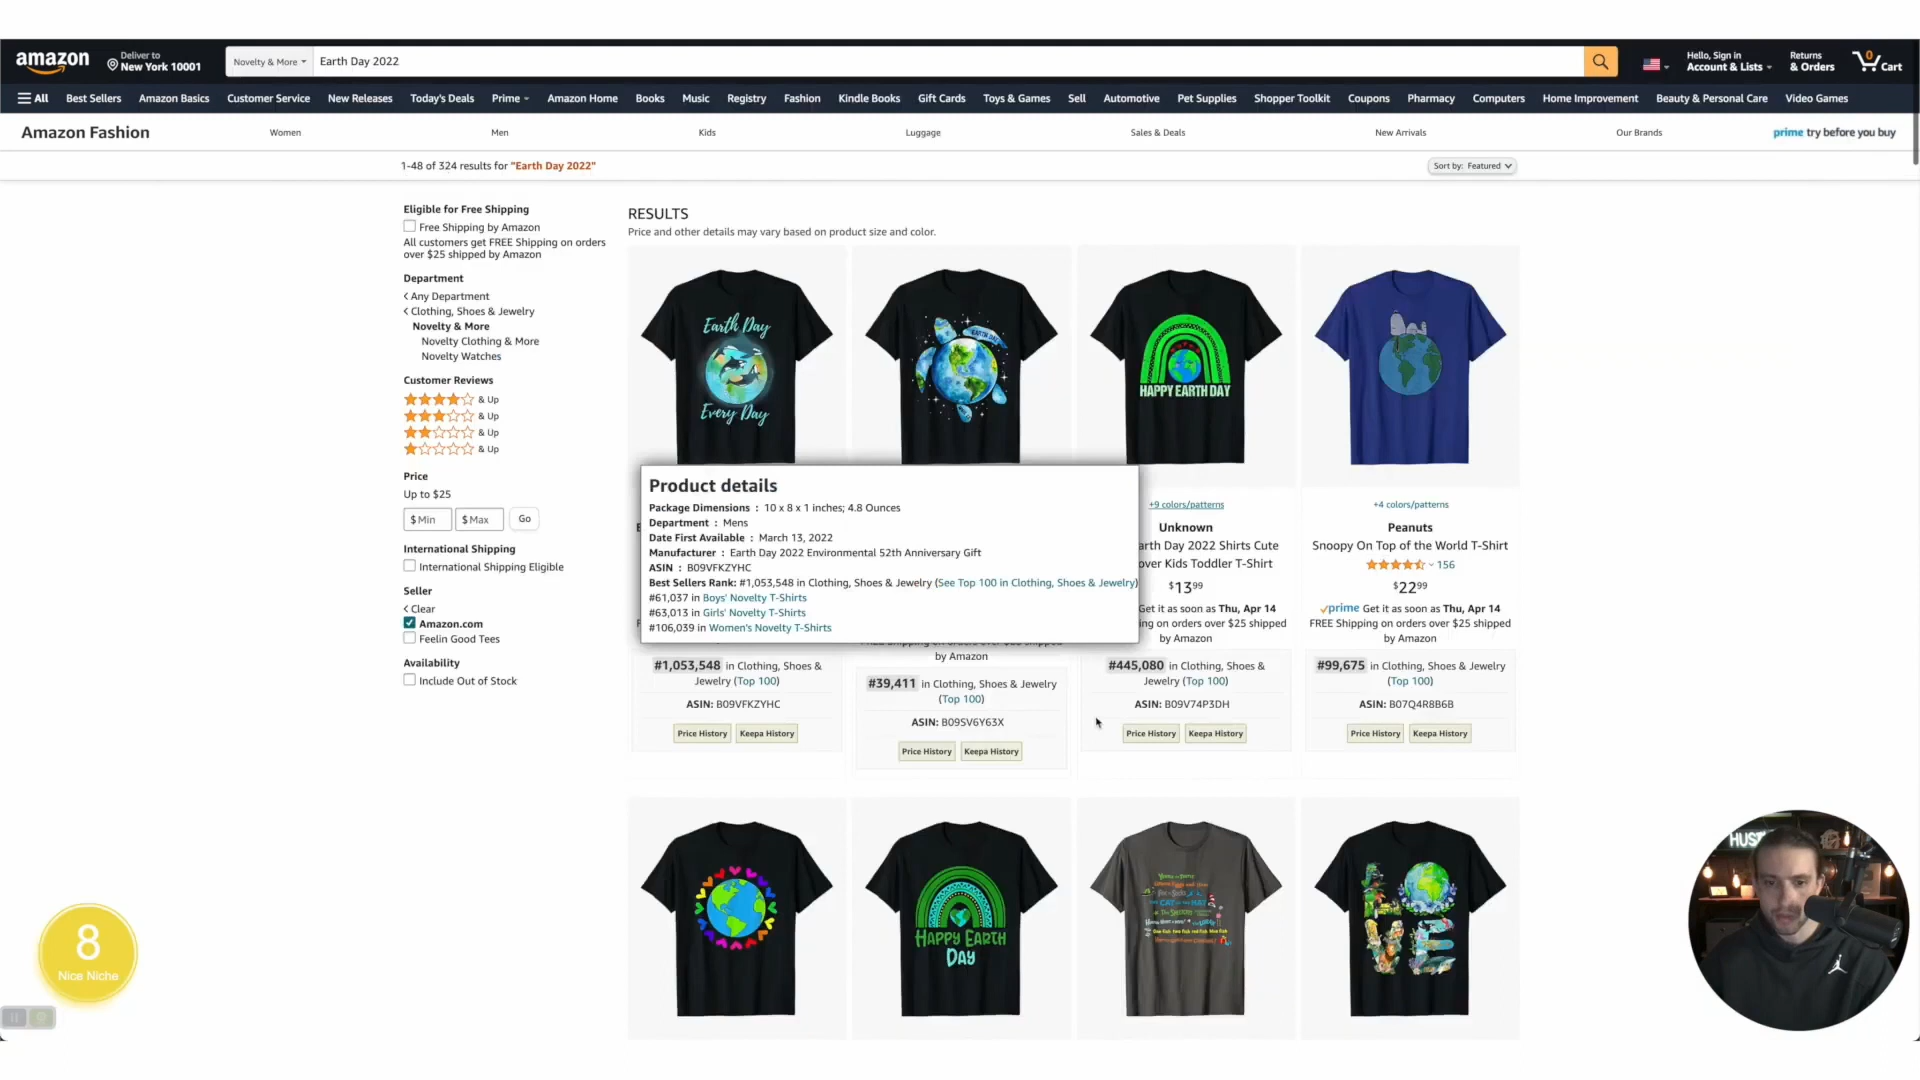 amazon
Deliver to
New York 10001
Novelty & More
Earth Day 2022
Hello, Sign in
Account & Lists
Returns
& Orders
0
Cart
All
Best Sellers
Amazon Basics
Customer Service
New Releases
Today's Deals
Prime
Amazon Home
Books
Music
Registry
Fashion
Kindle Books
Gift Cards
Toys & Games
Sell
Automotive
Pet Supplies
Shopper Toolkit
Coupons
Pharmacy
Computers
Home Improvement
Beauty & Personal Care
Video Games
Amazon Fashion
Women
Men
Kids
Luggage
Sales & Deals
New Arrivals
Our Brands
prime try before you buy
1-48 of 324 results for "Earth Day 2022"
Sort by: Featured
Eligible for Free Shipping
Free Shipping by Amazon
All customers get FREE Shipping on orders
over $25 shipped by Amazon
Department
Any Department
Clothing, Shoes & Jewelry
Novelty & More
Novelty Clothing & More
Novelty Watches
Customer Reviews
& Up
& Up
& Up
& Up
Price
Up to $25
$ Min
$ Max
Go
International Shipping
International Shipping Eligible
Seller
Clear
Amazon.com
Feelin Good Tees
Availability
Include Out of Stock
RESULTS
Price and other details may vary based on product size and color.
Earth Day
Every Day
EARTH DAY
HAPPY EARTH DAY
Product details
Package Dimensions : 10 x 8 x 1 inches; 4.8 Ounces
Department : Mens
Date First Available : March 13, 2022
Manufacturer : Earth Day 2022 Environmental 52th Anniversary Gift
ASIN : B09VFKZYHC
Best Sellers Rank: #1,053,548 in Clothing, Shoes & Jewelry (See Top 100 in Clothing, Shoes & Jewelry)
#61,037 in Boys' Novelty T-Shirts
#63,013 in Girls' Novelty T-Shirts
#106,039 in Women's Novelty T-Shirts
#1,053,548 in Clothing, Shoes &
Jewelry (Top 100)
ASIN: B09VFKZYHC
Price History
Keepa History
by Amazon
#39,411 in Clothing, Shoes & Jewelry
(Top 100)
ASIN: B09SV6Y63X
Price History
Keepa History
+9 colors/patterns
Unknown
arth Day 2022 Shirts Cute
over Kids Toddler T-Shirt
$13.99
Get it as soon as Thu, Apr 14
ing on orders over $25 shipped
by Amazon
#445,080 in Clothing, Shoes &
Jewelry (Top 100)
ASIN: B09V74P3DH
Price History
Keepa History
+4 colors/patterns
Peanuts
Snoopy On Top of the World T-Shirt
156
$22.99
prime Get it as soon as Thu, Apr 14
FREE Shipping on orders over $25 shipped
by Amazon
#99,675 in Clothing, Shoes & Jewelry
(Top 100)
ASIN: B07Q4R8B6B
Price History
Keepa History
HAPPY EARTH
DAY
LOVE
8
Nice Niche
HUS